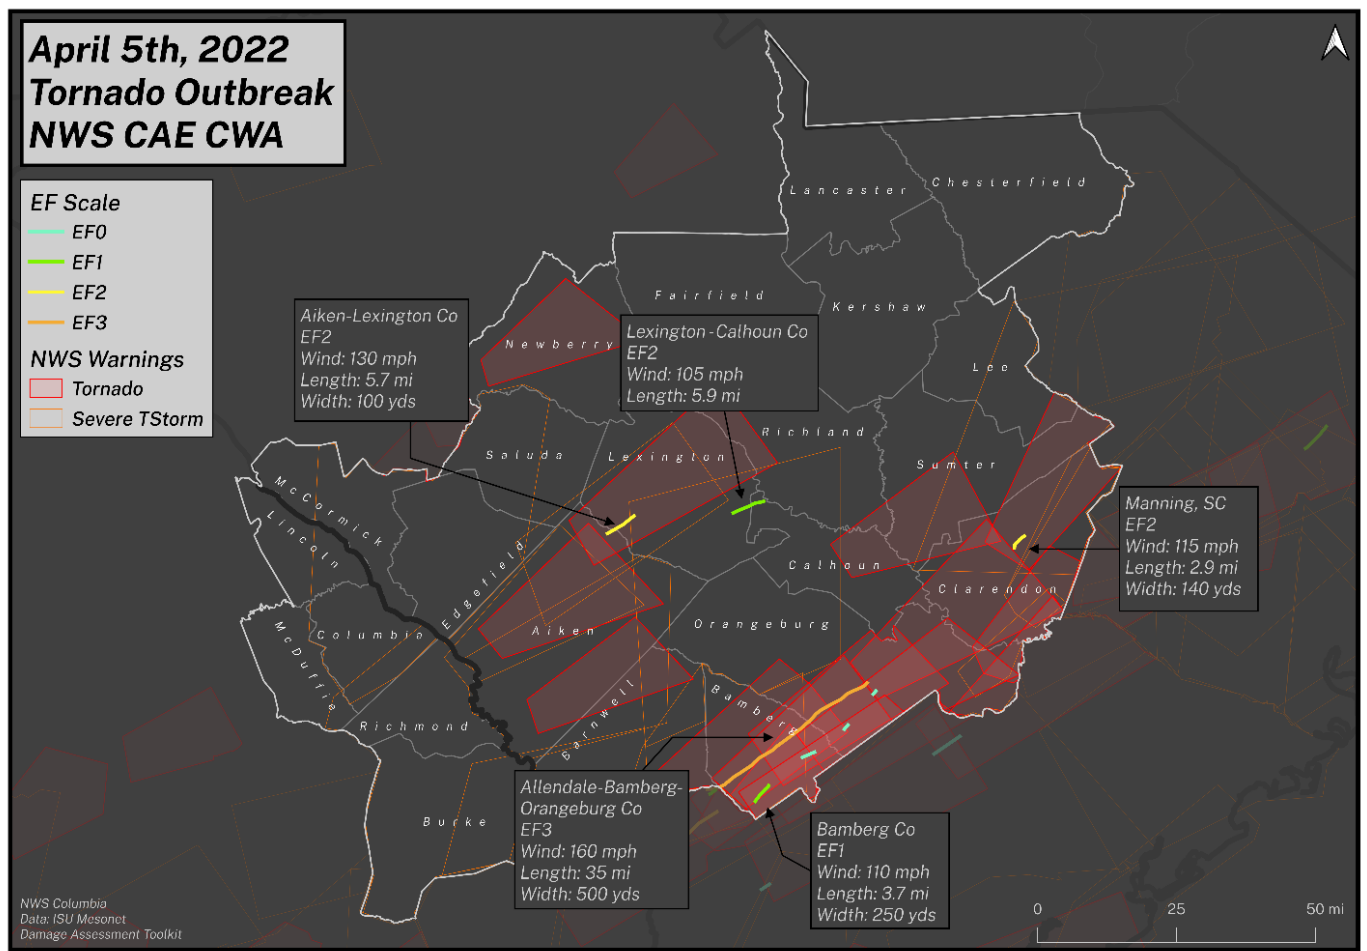 April 5th, 2022
Tornado Outbreak
NWS CAE CWA
EF Scale
EF0
EF1
EF2
EF3
NWS Warnings
Tornado
Severe TStorm
Lancaster
Chesterfield
Fairfield
Kershaw
Newberry
Lee
Aiken-Lexington Co
EF2
Wind: 130 mph
Length: 5.7 mi
Width: 100 yds
Lexington-Calhoun Co
EF2
Wind: 105 mph
Length: 5.9 mi
Richland
Saluda
Lexington
Sumter
McCormick
Lincoln
Edgefield
Calhoun
Clarendon
Manning, SC
EF2
Wind: 115 mph
Length: 2.9 mi
Width: 140 yds
Columbia
McDuffie
Aiken
Orangeburg
Richmond
Barnwell
Bamberg
Burke
Allendale-Bamberg-
Orangeburg Co
EF3
Wind: 160 mph
Length: 35 mi
Width: 500 yds
Bamberg Co
EF1
Wind: 110 mph
Length: 3.7 mi
Width: 250 yds
NWS Columbia
Data: ISU Mesonet
Damage Assessment Toolkit
0 25 50 mi